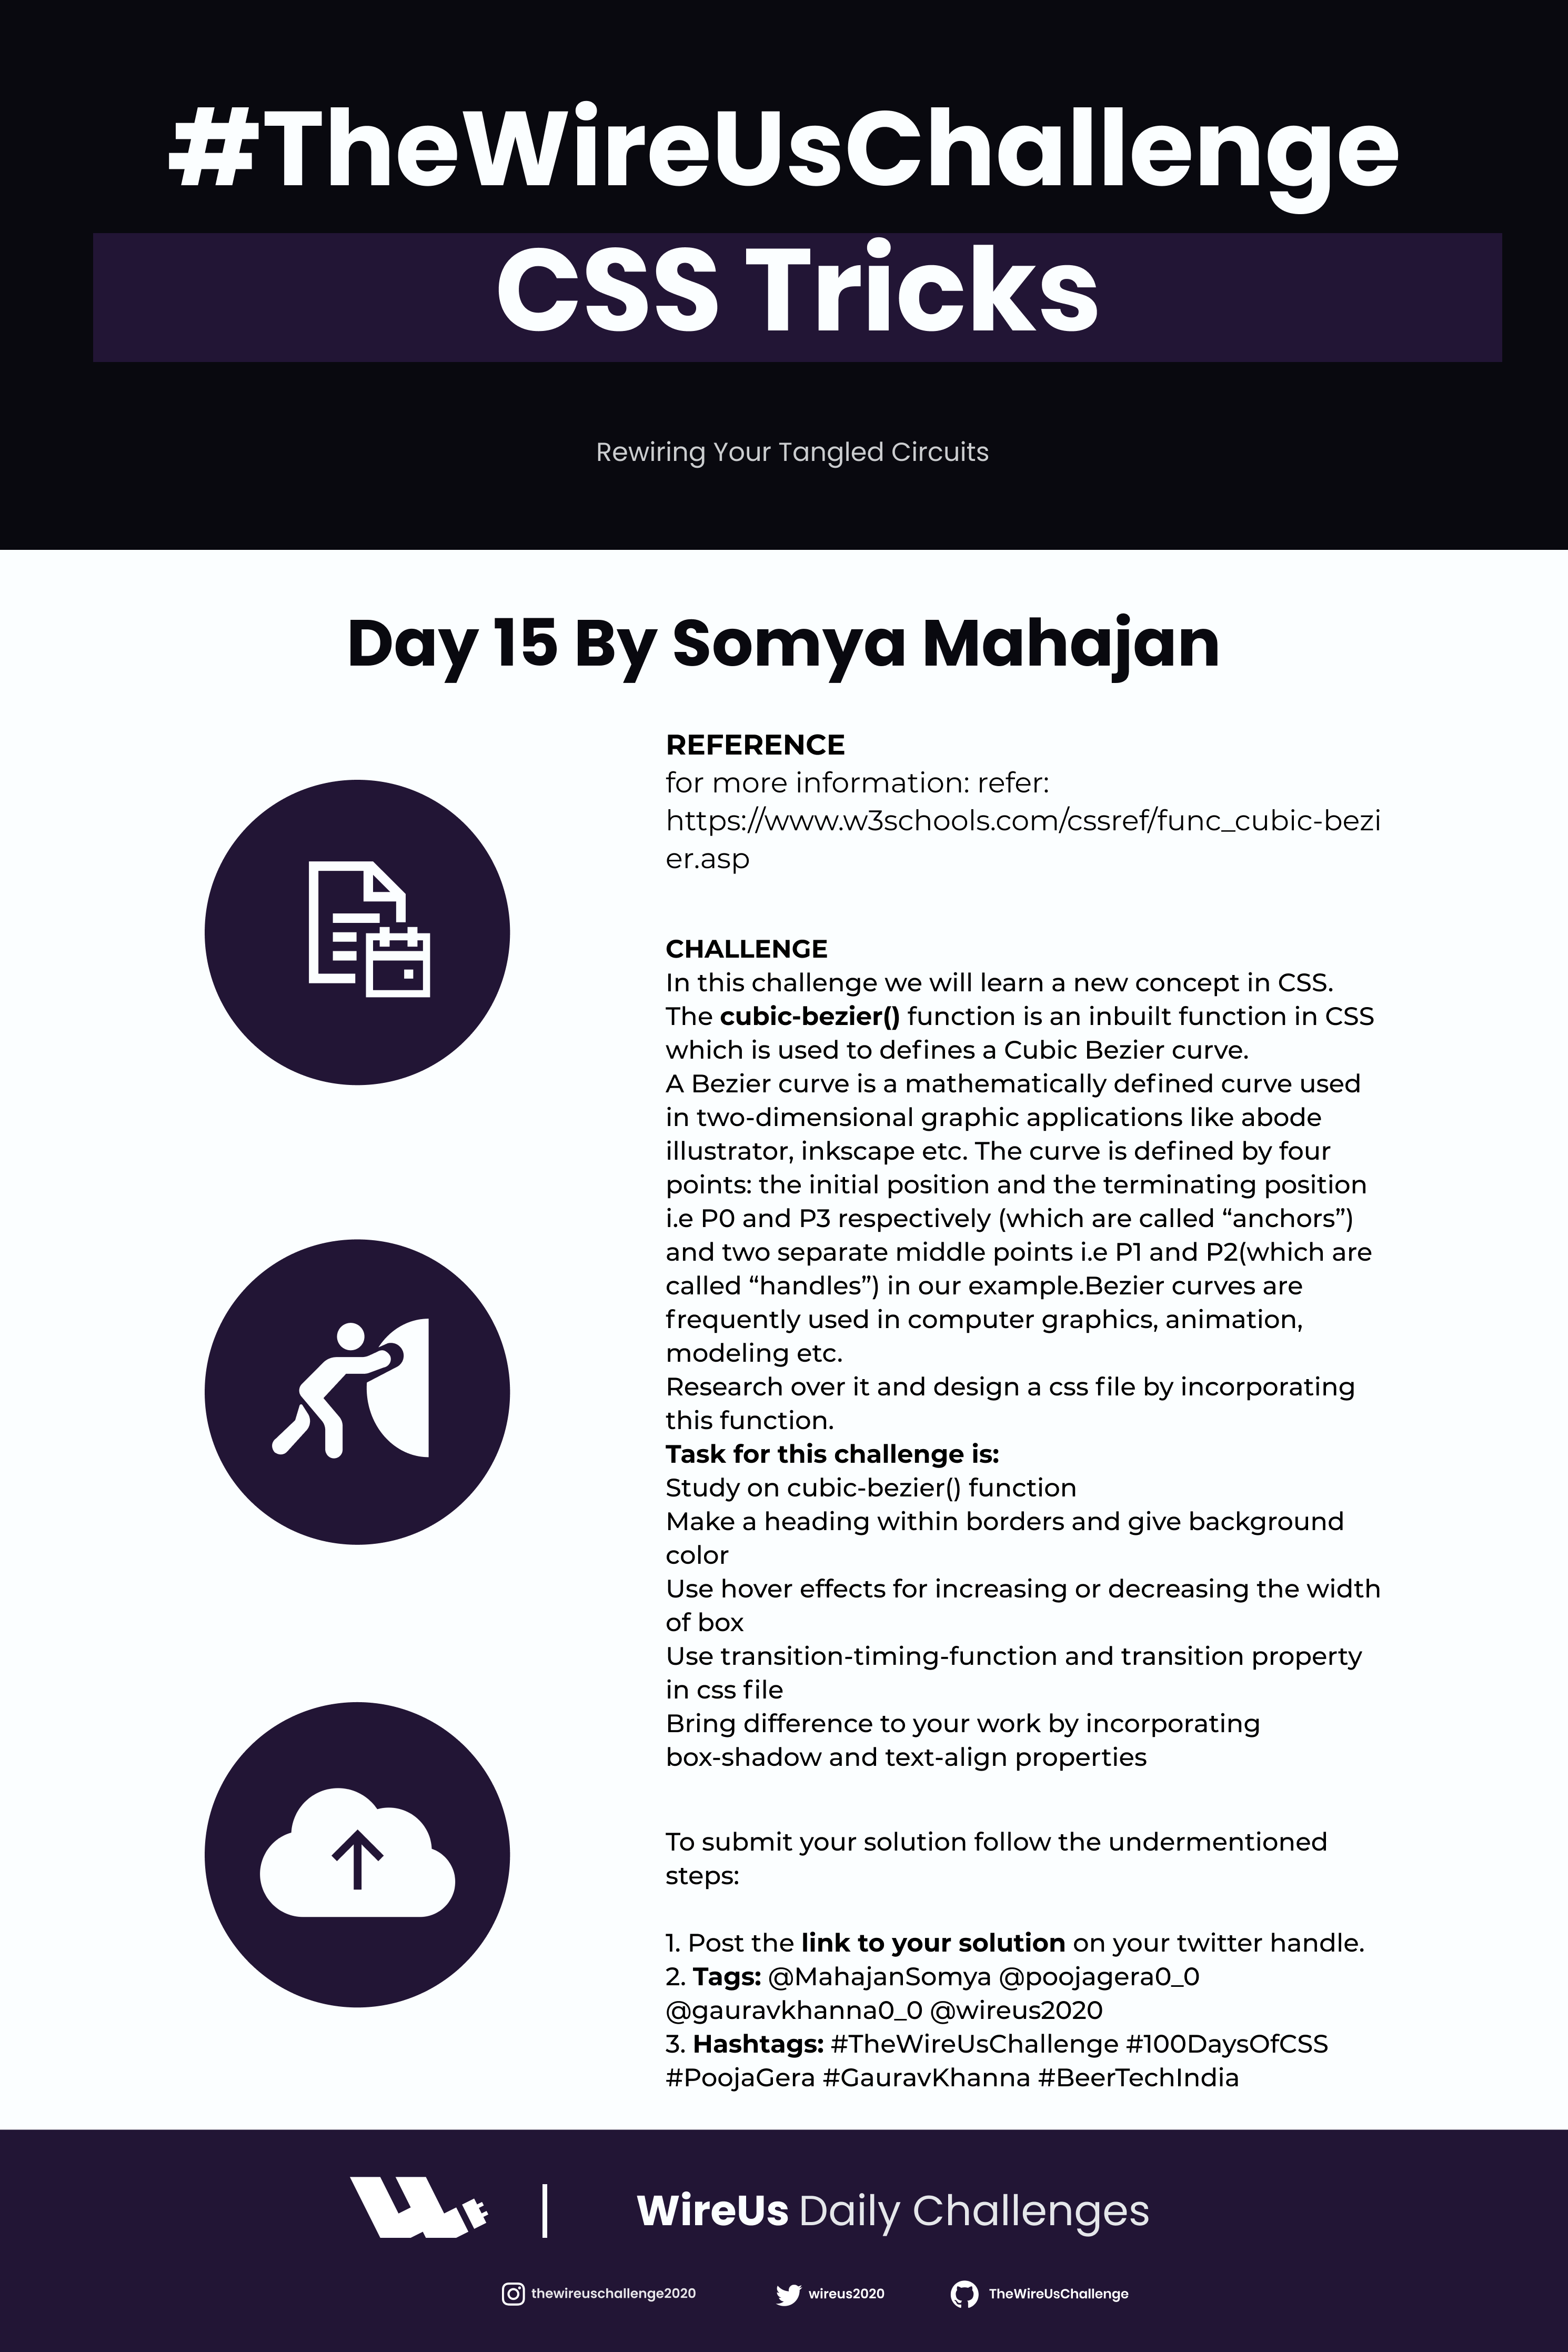 #TheWireUsChallenge
CSS Tricks
Rewiring Your Tangled Circuits
Day 15 By Somya Mahajan
REFERENCE
for more information: refer:
https://www.w3schools.com/cssref/func_cubic-bezi
er.asp
CHALLENGE
In this challenge we will learn a new concept in CSS.
The cubic-bezier() function is an inbuilt function in CSS
which is used to defines a Cubic Bezier curve.
A Bezier curve is a mathematically defined curve used
in two-dimensional graphic applications like abode
illustrator, inkscape etc. The curve is defined by four
points: the initial position and the terminating position
i.e P0 and P3 respectively (which are called “anchors”)
and two separate middle points i.e P1 and P2(which are
called “handles”) in our example.Bezier curves are
frequently used in computer graphics, animation,
modeling etc.
Research over it and design a css file by incorporating
this function.
Task for this challenge is:
Study on cubic-bezier() function
Make a heading within borders and give background
color
Use hover effects for increasing or decreasing the width
of box
Use transition-timing-function and transition property
in css file
Bring difference to your work by incorporating
box-shadow and text-align properties
To submit your solution follow the undermentioned
steps:
1. Post the link to your solution on your twitter handle.
2. Tags: @MahajanSomya @poojagera0_0
@gauravkhanna0_0 @wireus2020
3. Hashtags: #TheWireUsChallenge #100DaysOfCSS
#PoojaGera #GauravKhanna #BeerTechIndia
WireUs Daily Challenges
thewireuschallenge2020 wireus2020 TheWireUsChallenge